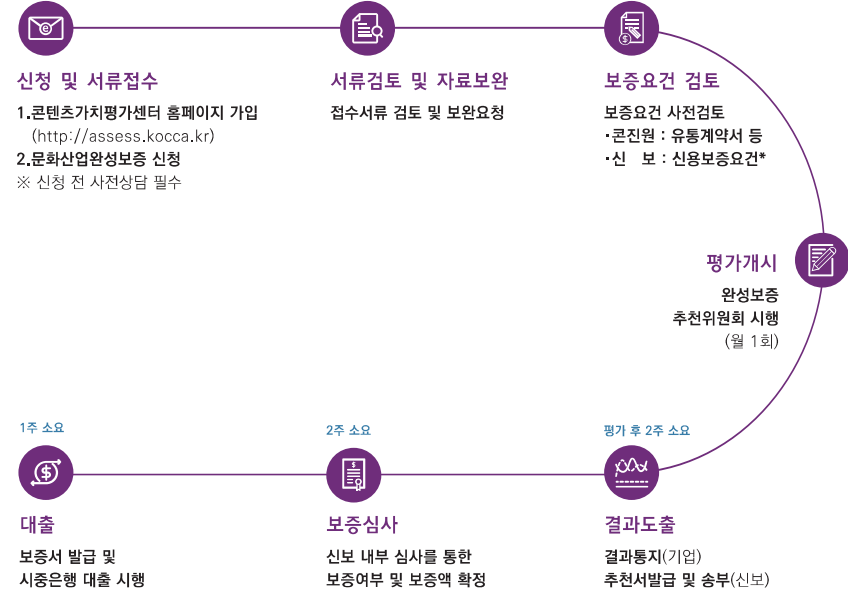 신청 및 서류접수
1.콘텐츠가치평가센터 홈페이지 가입
(http://assess.kocca.kr)
2.문화산업완성보증 신청
※ 신청 전 사전상담 필수
서류검토 및 자료보완
접수서류 검토 및 보완요청
보증요건 검토
보증요건 사전검토
·콘진원 : 유통계약서 등
·신 보 : 신용보증요건*
평가개시
완성보증
추천위원회 시행
(월 1회)
평가 후 2주 소요
결과도출
결과통지(기업)
추천서발급 및 송부(신보)
2주 소요
보증심사
신보 내부 심사를 통한
보증여부 및 보증액 확정
1주 소요
대출
보증서 발급 및
시중은행 대출 시행